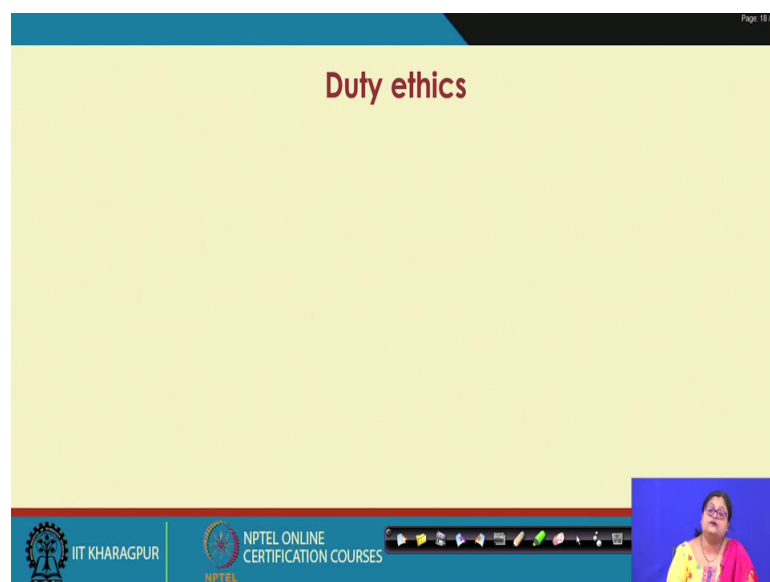 Page: 18
Duty ethics
IIT KHARAGPUR
NPTEL
NPTEL ONLINE
CERTIFICATION COURSES